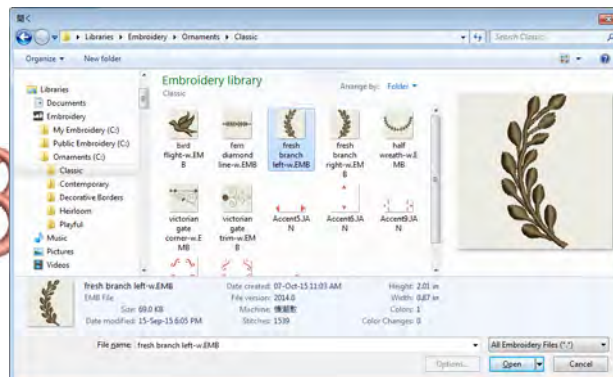 開く
Libraries ▸ Embroidery ▸ Ornaments ▸ Classic
Search Classic
Organize
New folder
Libraries
Documents
Embroidery
My Embroidery (C:)
Public Embroidery (C:)
Ornaments (C:)
Classic
Contemporary
Decorative Borders
Heirloom
Playful
Music
Pictures
Videos
Embroidery library
Classic
Arrange by: Folder
bird
flight-w.EM
B
fern
diamond
line-w.EMB
fresh
branch
left-w.EMB
fresh
branch
right-w.EM
B
half
wreath-w.E
MB
victorian
gate
corner-w.E
MB
victorian
gate
trim-w.EM
B
Accent5.JA
N
Accent6.JA
N
Accent9.JA
N
fresh branch left-w.EMB
EMB File
Size: 69.0 KB
Date modified: 15-Sep-15 6:05 PM
Date created: 07-Oct-15 11:03 AM
File version: 2014.0
Machine:
Stitches: 1539
Height: 2.01 in
Width: 0.87 in
Colors: 1
Color Changes: 0
File name: fresh branch left-w.EMB
All Embroidery Files (*.*)
Options...
Open
Cancel